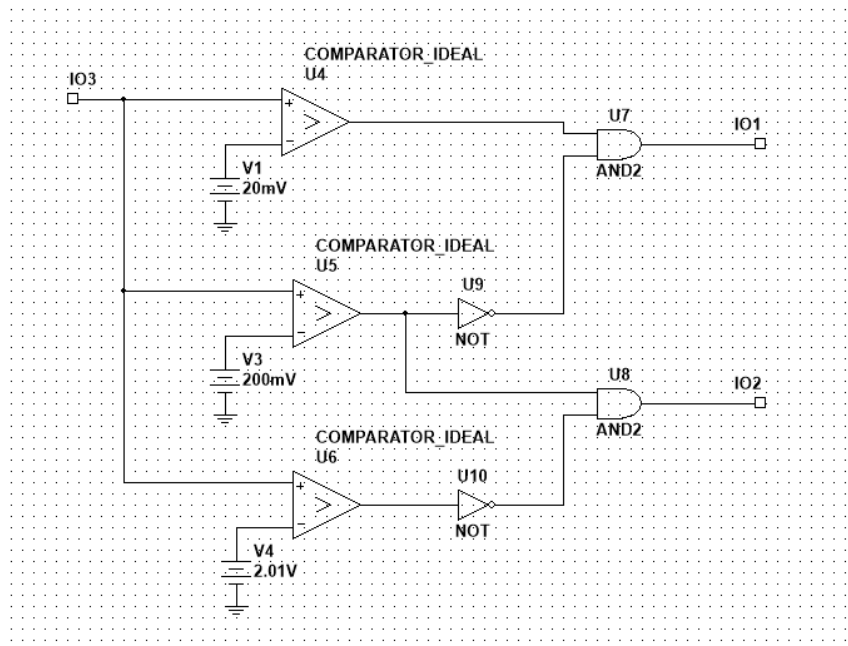 COMPARATOR_IDEAL
U4
IO3
+
>
−
U7
IO1
AND2
V1
20mV
COMPARATOR_IDEAL
U5
+
>
−
U9
NOT
V3
200mV
U8
IO2
AND2
COMPARATOR_IDEAL
U6
+
>
−
U10
NOT
V4
2.01V